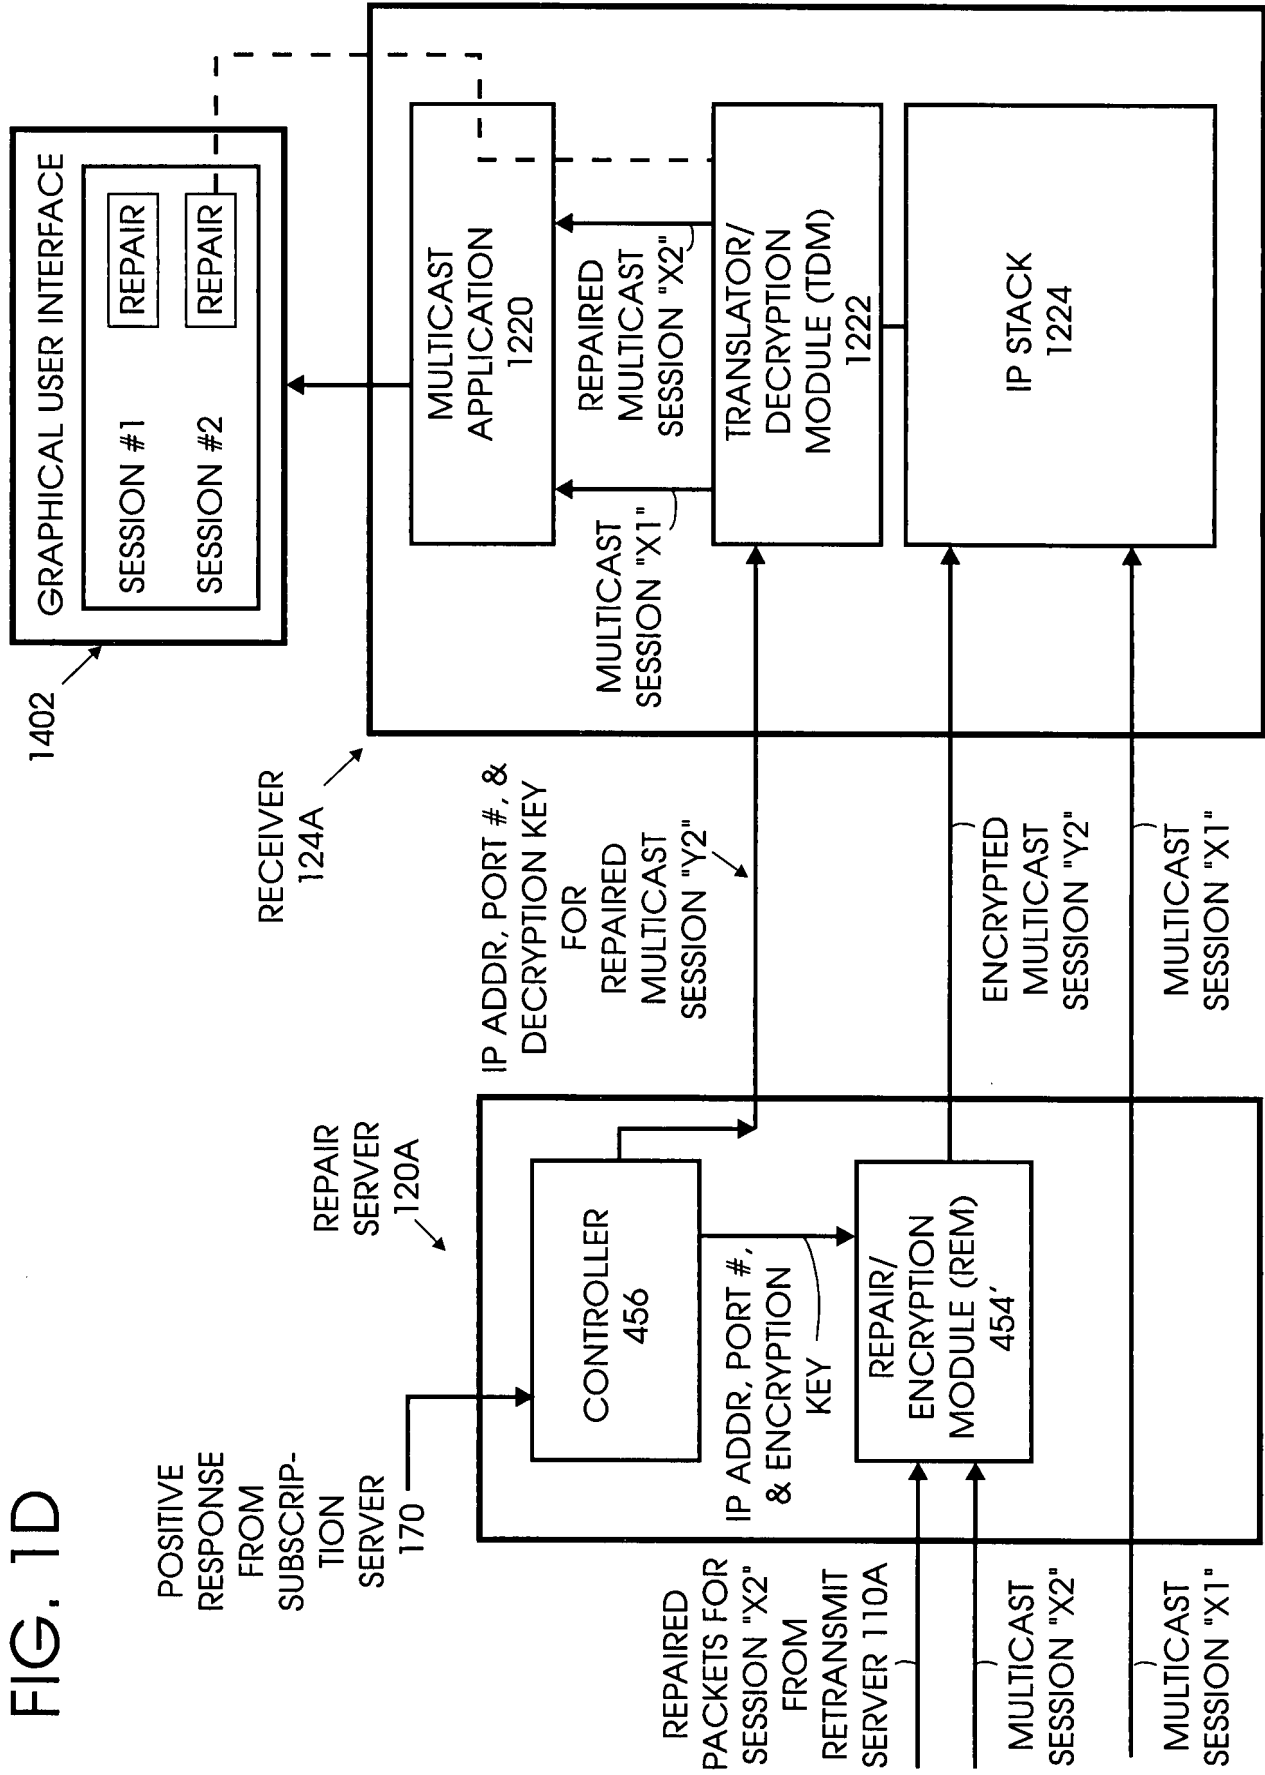 FIG. 1D
POSITIVE
RESPONSE
FROM
SUBSCRIP-
TION
SERVER
170
REPAIR
SERVER
120A
CONTROLLER
456
IP ADDR, PORT #,
& ENCRYPTION
KEY
REPAIR/
ENCRYPTION
MODULE (REM)
454'
REPAIRED
PACKETS FOR
SESSION "X2"
FROM
RETRANSMIT
SERVER 110A
MULTICAST
SESSION "X2"
MULTICAST
SESSION "X1"
IP ADDR, PORT #, &
DECRYPTION KEY
FOR
REPAIRED
MULTICAST
SESSION "Y2"
ENCRYPTED
MULTICAST
SESSION "Y2"
MULTICAST
SESSION "X1"
RECEIVER
124A
1402
GRAPHICAL USER INTERFACE
SESSION #1 REPAIR
SESSION #2 REPAIR
MULTICAST
APPLICATION
1220
MULTICAST
SESSION "X1"
REPAIRED
MULTICAST
SESSION "X2"
TRANSLATOR/
DECRYPTION
MODULE (TDM)
1222
IP STACK
1224